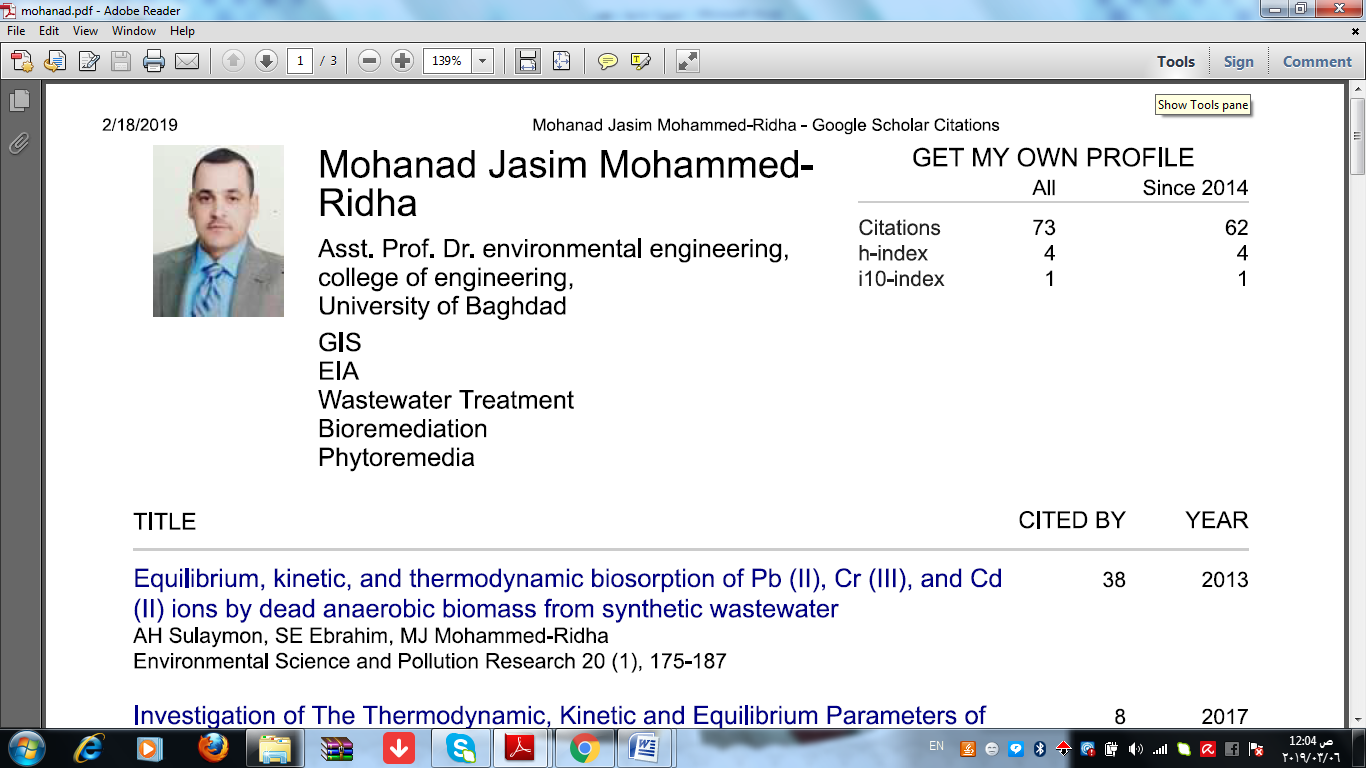 mohanad.pdf - Adobe Reader
File Edit View Window Help
1 / 3 139% Tools Sign Comment
Show Tools pane
2/18/2019 Mohanad Jasim Mohammed-Ridha - Google Scholar Citations
Mohanad Jasim Mohammed-
Ridha
Asst. Prof. Dr. environmental engineering,
college of engineering,
University of Baghdad
GIS
EIA
Wastewater Treatment
Bioremediation
Phytoremedia
GET MY OWN PROFILE
All Since 2014
Citations 73 62
h-index 4 4
i10-index 1 1
TITLE CITED BY YEAR
Equilibrium, kinetic, and thermodynamic biosorption of Pb (II), Cr (III), and Cd 38 2013
(II) ions by dead anaerobic biomass from synthetic wastewater
AH Sulaymon, SE Ebrahim, MJ Mohammed-Ridha
Environmental Science and Pollution Research 20 (1), 175-187
Investigation of The Thermodynamic, Kinetic and Equilibrium Parameters of 8 2017
EN
12:04 ص
٢٠١٩/٠٣/٠٦